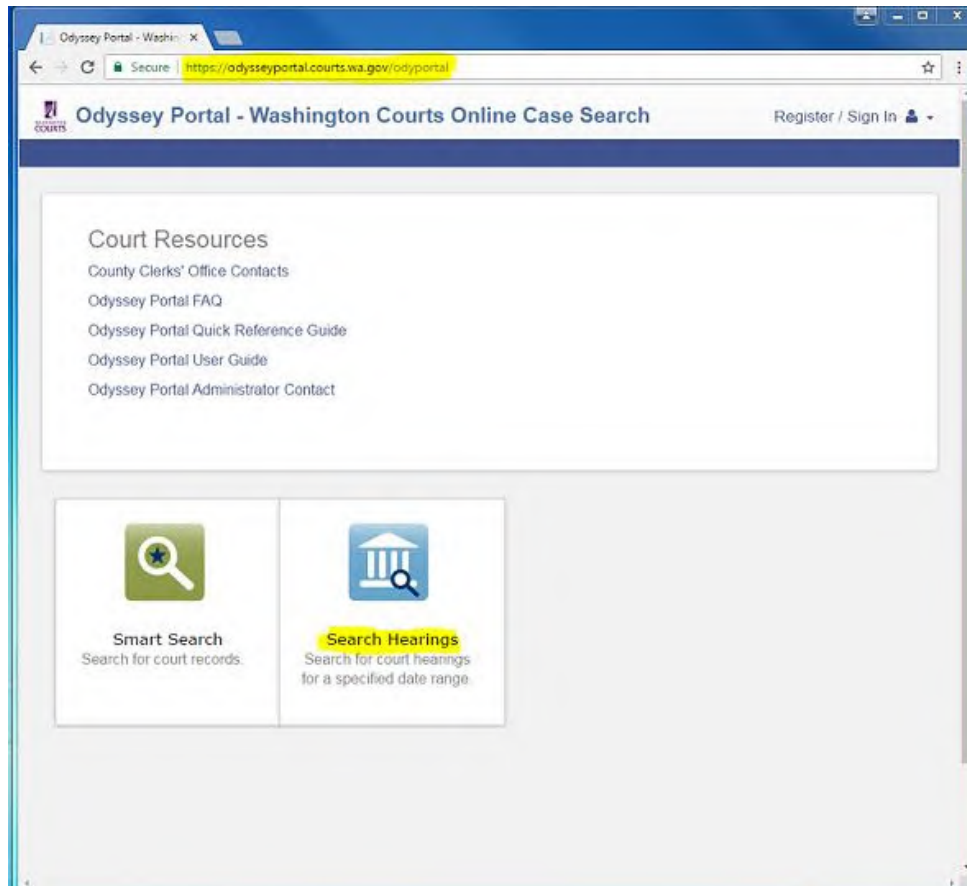 Odyssey Portal - Washin
Secure https://odysseyportal.courts.wa.gov/odyportal
COURTS
Odyssey Portal - Washington Courts Online Case Search
Register / Sign In
Court Resources
County Clerks' Office Contacts
Odyssey Portal FAQ
Odyssey Portal Quick Reference Guide
Odyssey Portal User Guide
Odyssey Portal Administrator Contact
Smart Search
Search for court records.
Search Hearings
Search for court hearings
for a specified date range